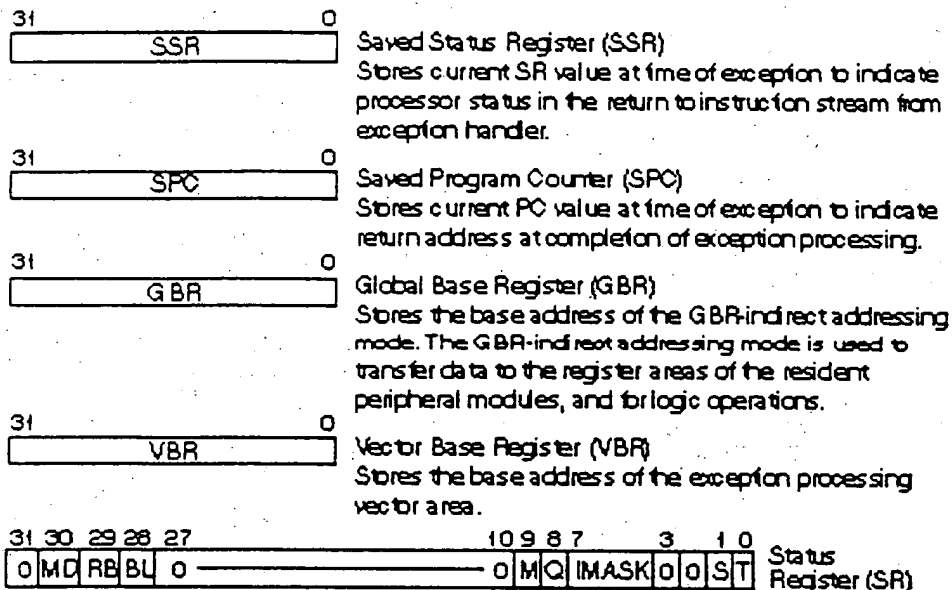 31 0
SSR
Saved Status Register (SSR)
Stores current SR value at time of exception to indicate
processor status in the return to instruction stream from
exception handler.
31 0
SPC
Saved Program Counter (SPC)
Stores current PC value at time of exception to indicate
return address at completion of exception processing.
31 0
GBR
Global Base Register (GBR)
Stores the base address of the GBR-indirect addressing
mode. The GBR-indirect addressing mode is used to
transfer data to the register areas of the resident
peripheral modules, and for logic operations.
31 0
VBR
Vector Base Register (VBR)
Stores the base address of the exception processing
vector area.
31 30 29 28 27 10 9 8 7 3 1 0
0 MD RB BL 0 0 M Q IMASK 0 0 S T
Status
Register (SR)